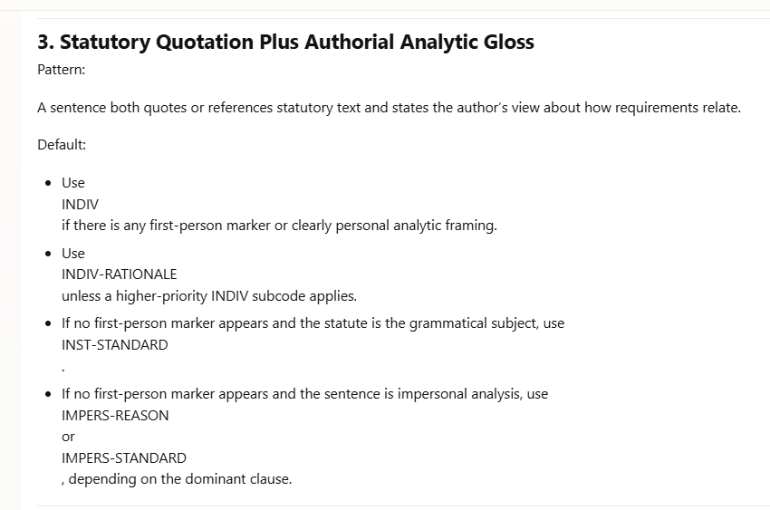 3. Statutory Quotation Plus Authorial Analytic Gloss
Pattern:
A sentence both quotes or references statutory text and states the author’s view about how requirements relate.
Default:
• Use
INDIV
if there is any first-person marker or clearly personal analytic framing.
• Use
INDIV-RATIONALE
unless a higher-priority INDIV subcode applies.
• If no first-person marker appears and the statute is the grammatical subject, use
INST-STANDARD
.
• If no first-person marker appears and the sentence is impersonal analysis, use
IMPERS-REASON
or
IMPERS-STANDARD
, depending on the dominant clause.